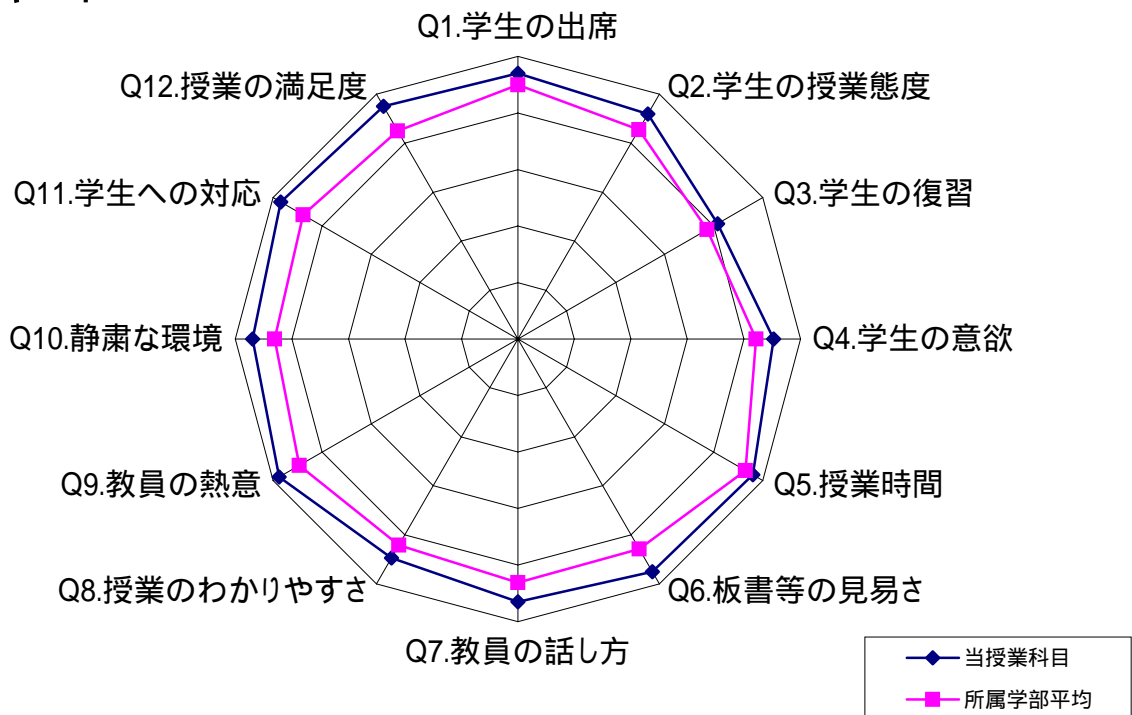 Q1.学生の出席
Q2.学生の授業態度
Q3.学生の復習
Q4.学生の意欲
Q5.授業時間
Q6.板書等の見易さ
Q7.教員の話し方
Q8.授業のわかりやすさ
Q9.教員の熱意
Q10.静粛な環境
Q11.学生への対応
Q12.授業の満足度
当授業科目
所属学部平均